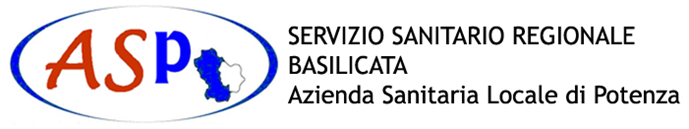 ASP
SERVIZIO SANITARIO REGIONALE
BASILICATA
Azienda Sanitaria Locale di Potenza